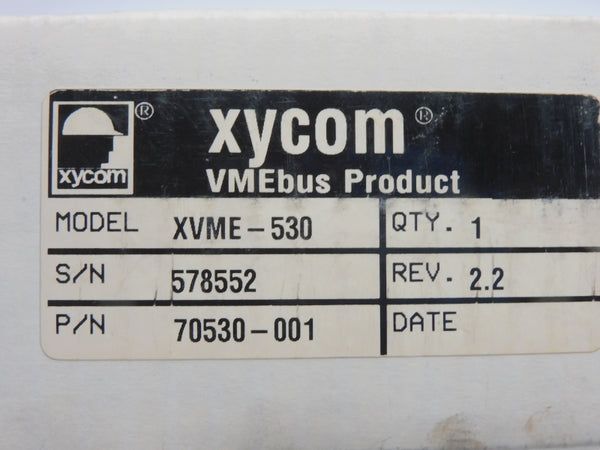 xycom ®
xycom ®
VMEbus Product
MODEL XVME-530 QTY. 1
S/N 578552 REV. 2.2
P/N 70530-001 DATE